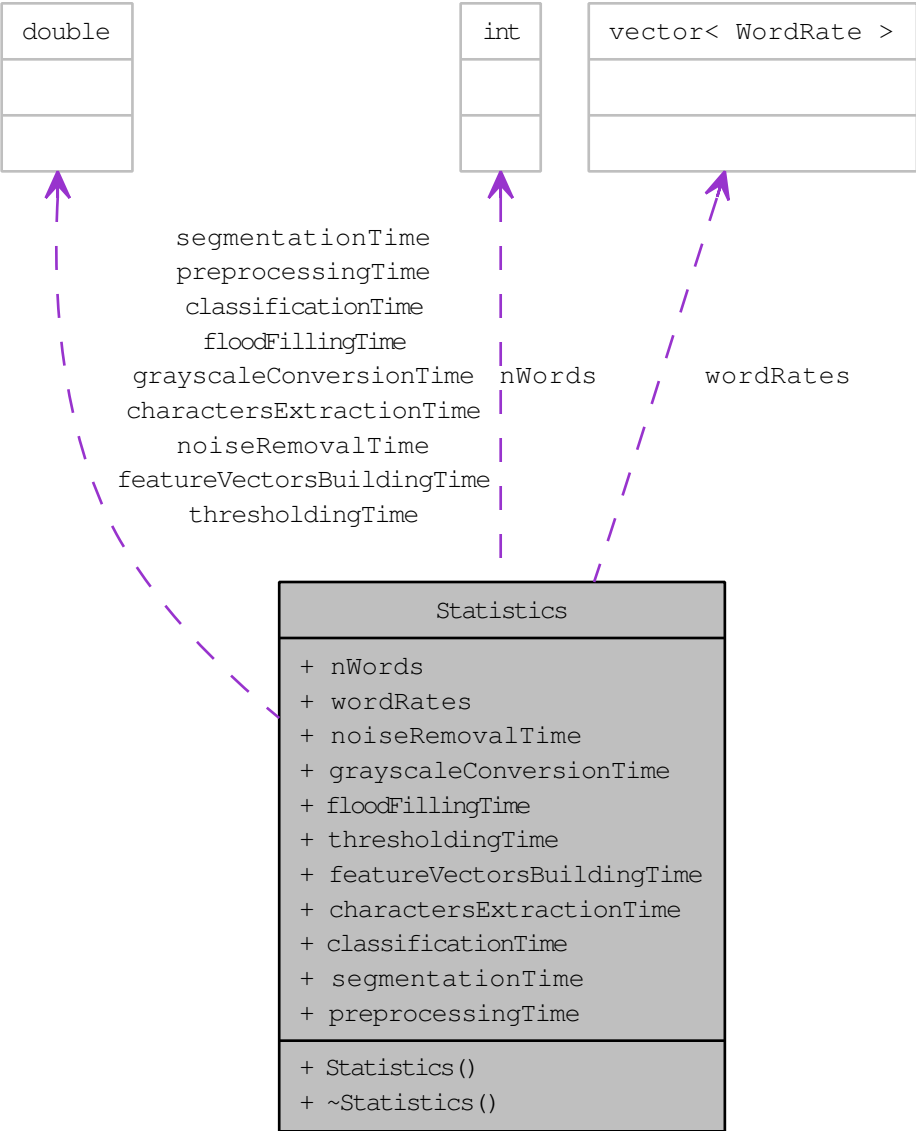 double
int
vector< WordRate >
segmentationTime
preprocessingTime
classificationTime
floodFillingTime
grayscaleConversionTime
nWords
wordRates
charactersExtractionTime
noiseRemovalTime
featureVectorsBuildingTime
thresholdingTime
Statistics
+ nWords
+ wordRates
+ noiseRemovalTime
+ grayscaleConversionTime
+ floodFillingTime
+ thresholdingTime
+ featureVectorsBuildingTime
+ charactersExtractionTime
+ classificationTime
+ segmentationTime
+ preprocessingTime
+ Statistics()
+ ~Statistics()